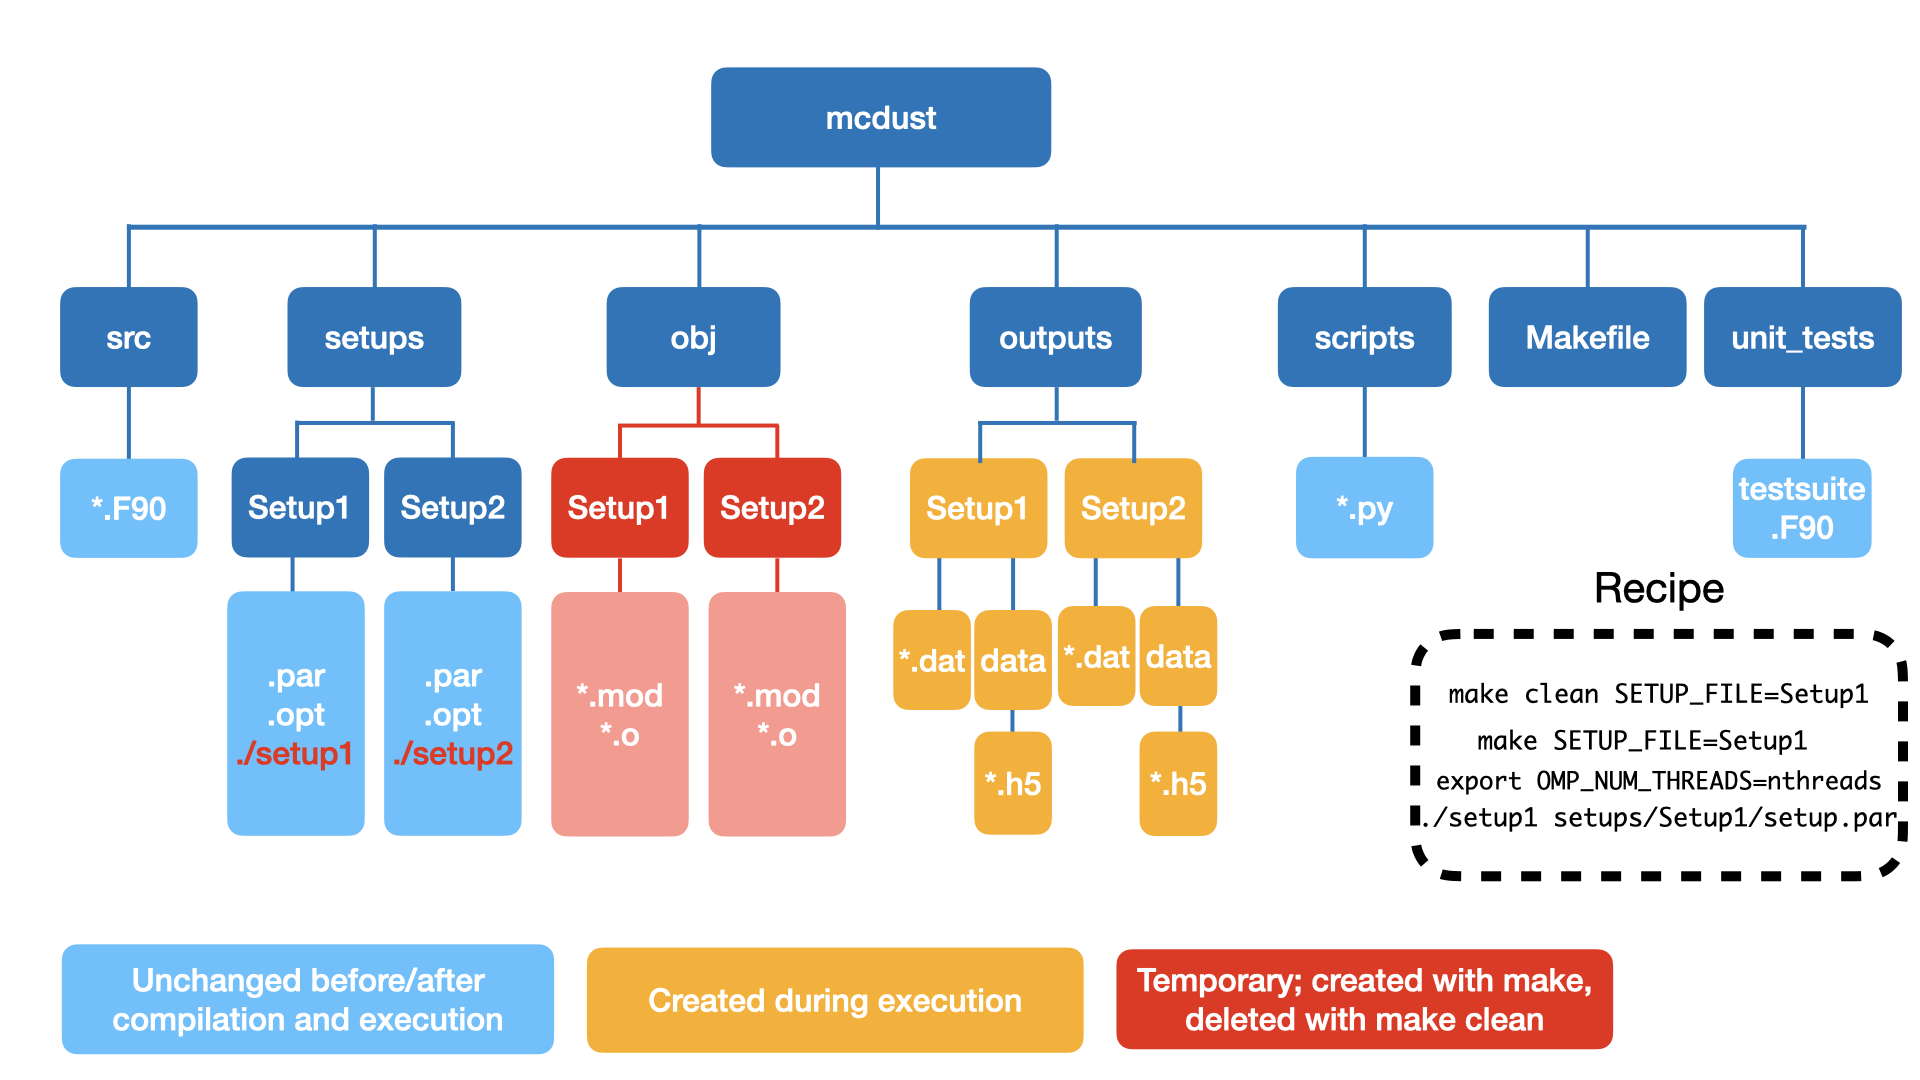 mcdust
src
setups
obj
outputs
scripts
Makefile
unit_tests
*.F90
Setup1
Setup2
Setup1
Setup2
Setup1
Setup2
*.py
testsuite
.F90
.par
.opt
./setup1
.par
.opt
./setup2
*.mod
*.o
*.mod
*.o
*.dat
data
*.dat
data
*.h5
*.h5
Recipe
make clean SETUP_FILE=Setup1
make SETUP_FILE=Setup1
export OMP_NUM_THREADS=nthreads
./setup1 setups/Setup1/setup.par
Unchanged before/after
compilation and execution
Created during execution
Temporary; created with make,
deleted with make clean